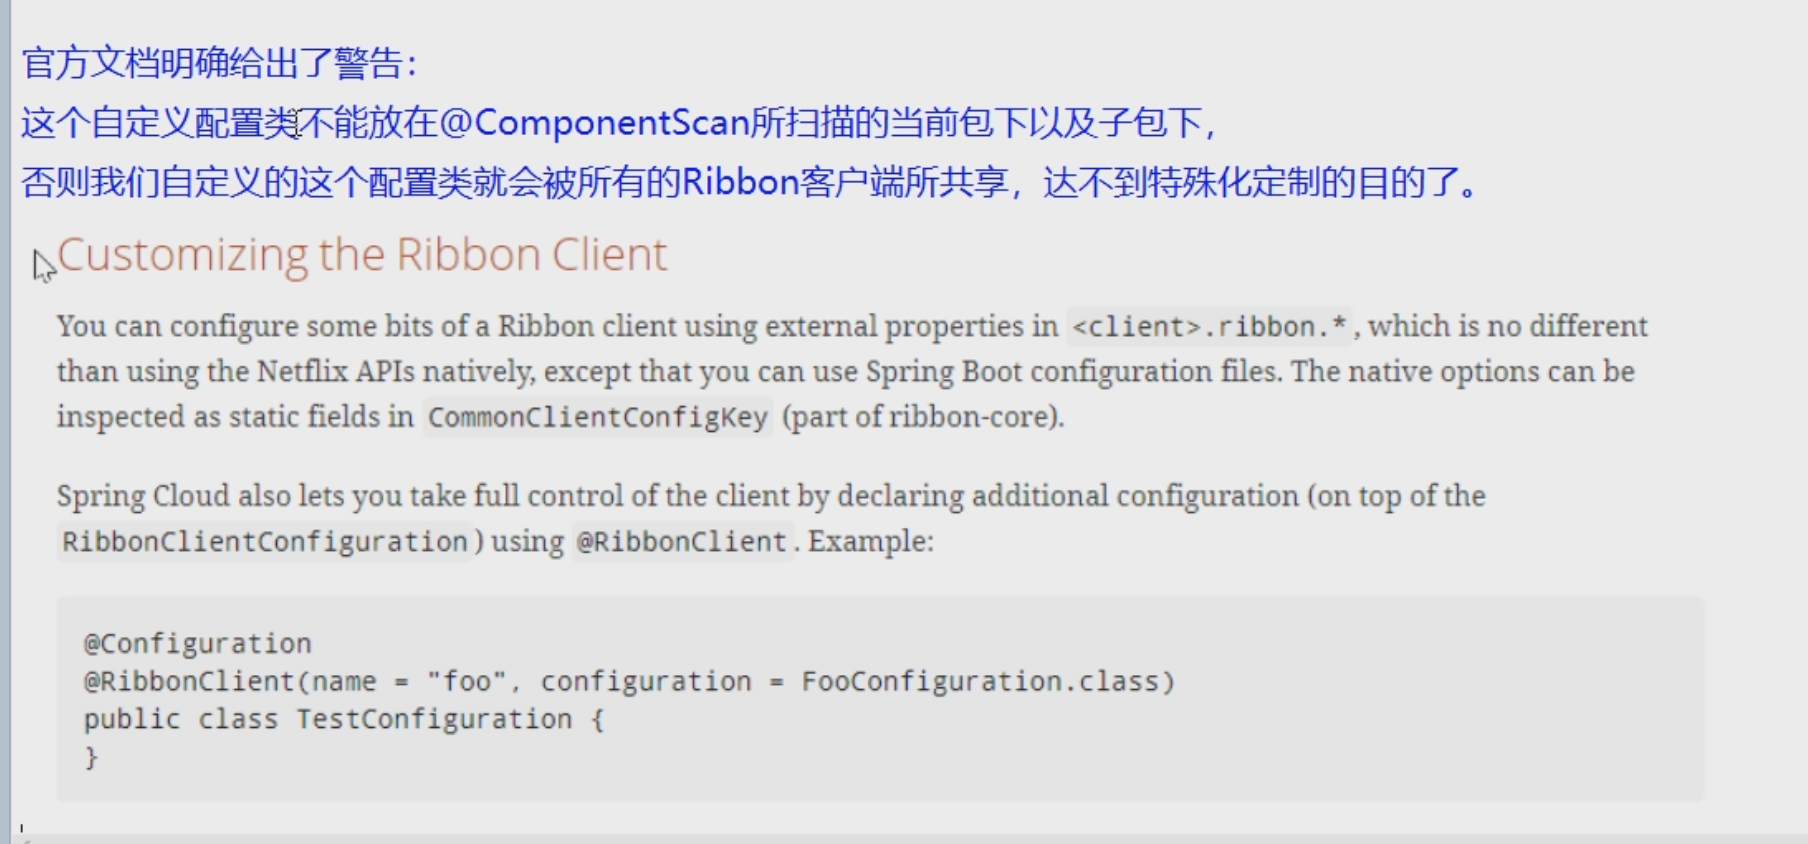 官方文档明确给出了警告：
这个自定义配置类不能放在@ComponentScan所扫描的当前包下以及子包下，
否则我们自定义的这个配置类就会被所有的Ribbon客户端所共享，达不到特殊化定制的目的了。
Customizing the Ribbon Client
You can configure some bits of a Ribbon client using external properties in <client>.ribbon.*, which is no different
than using the Netflix APIs natively, except that you can use Spring Boot configuration files. The native options can be
inspected as static fields in CommonClientConfigKey (part of ribbon-core).
Spring Cloud also lets you take full control of the client by declaring additional configuration (on top of the
RibbonClientConfiguration) using @RibbonClient. Example:
@Configuration
@RibbonClient(name = "foo", configuration = FooConfiguration.class)
public class TestConfiguration {
}